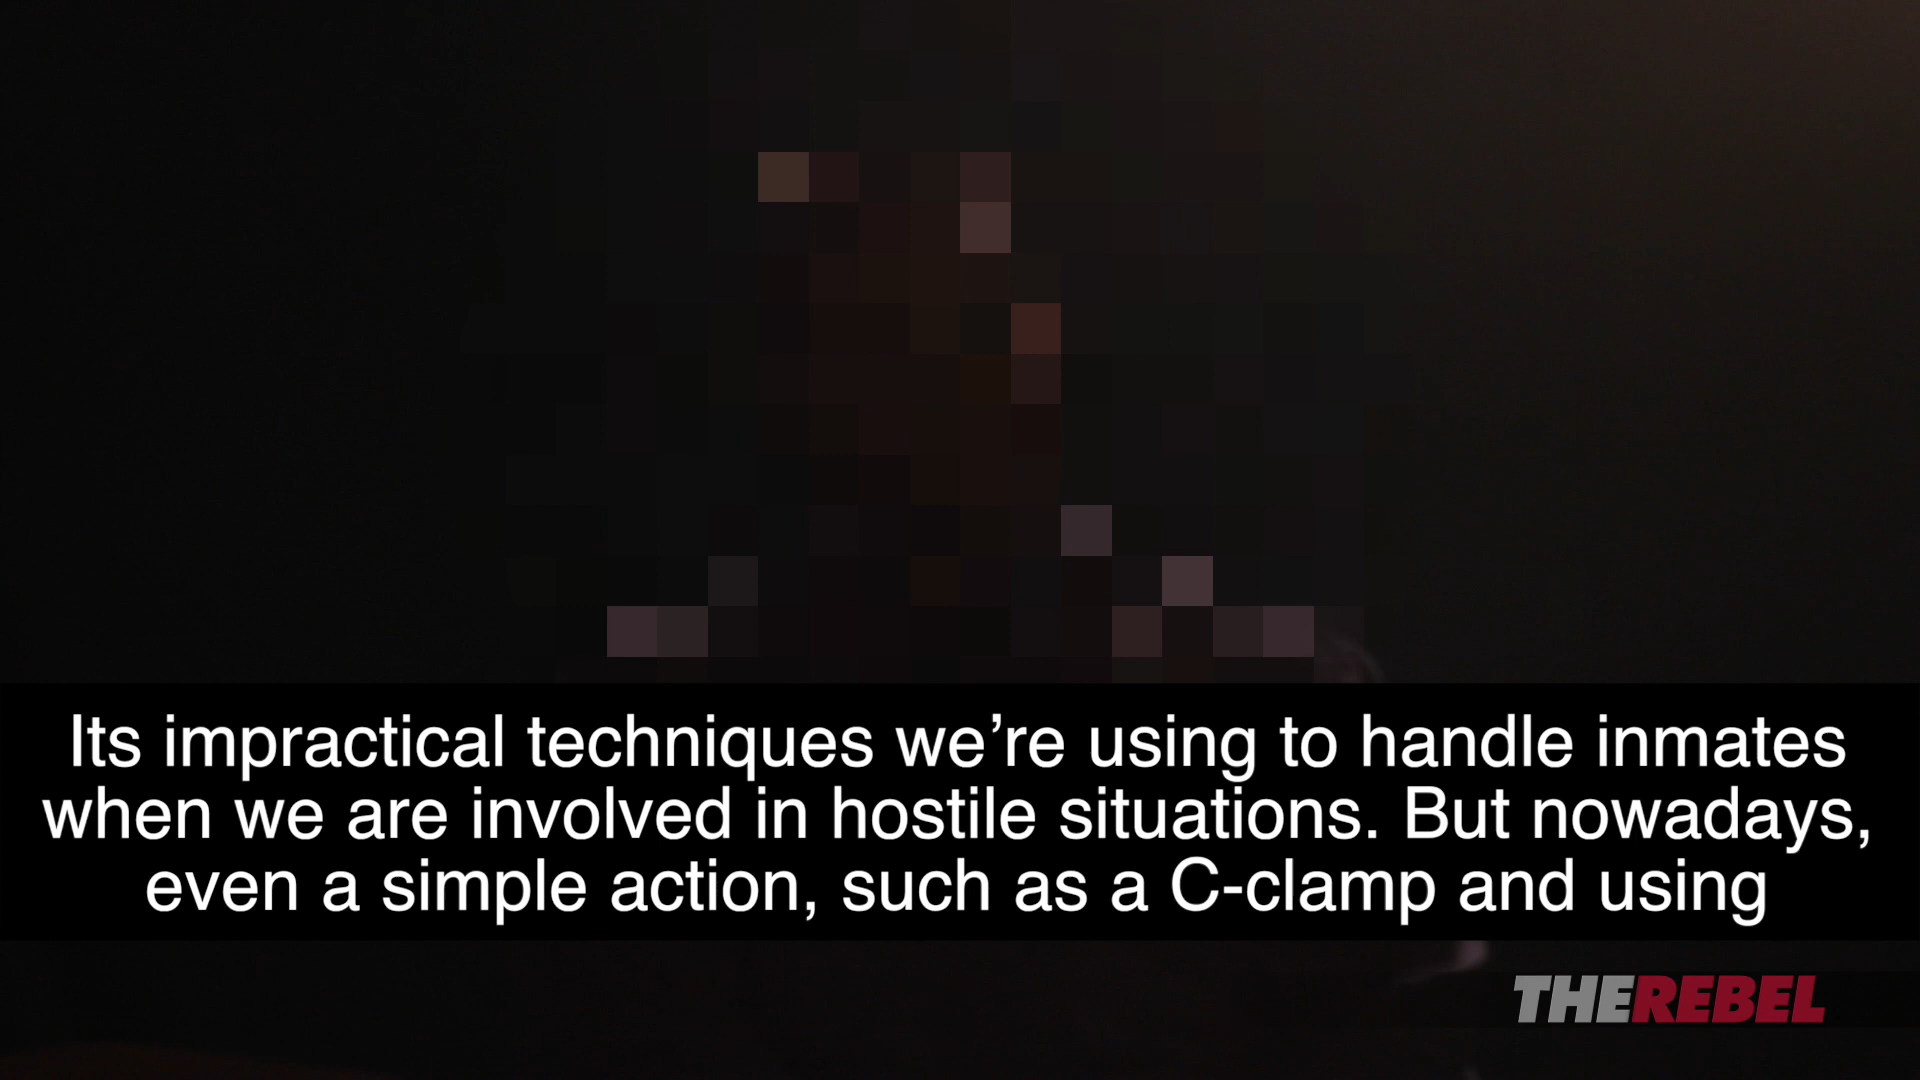 Its impractical techniques we’re using to handle inmates
when we are involved in hostile situations. But nowadays,
even a simple action, such as a C-clamp and using
THEREBEL